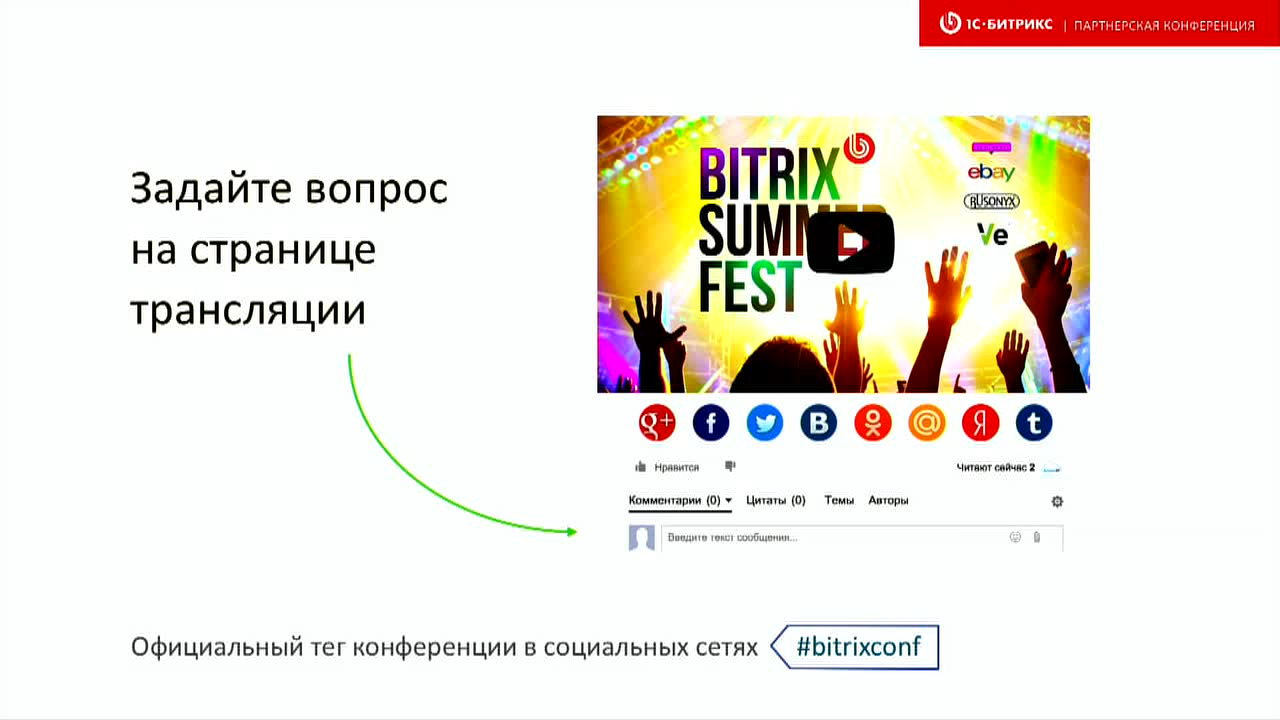 1С·БИТРИКС | ПАРТНЕРСКАЯ КОНФЕРЕНЦИЯ
Задайте вопрос
на странице
трансляции
BITRIX
SUMMER
FEST
ebay
RUSONYX
Ve
g+ f B @ Я t
Нравится
Читают сейчас 2
Комментарии (0) Цитаты (0) Темы Авторы
Введите текст сообщения...
Официальный тег конференции в социальных сетях #bitrixconf